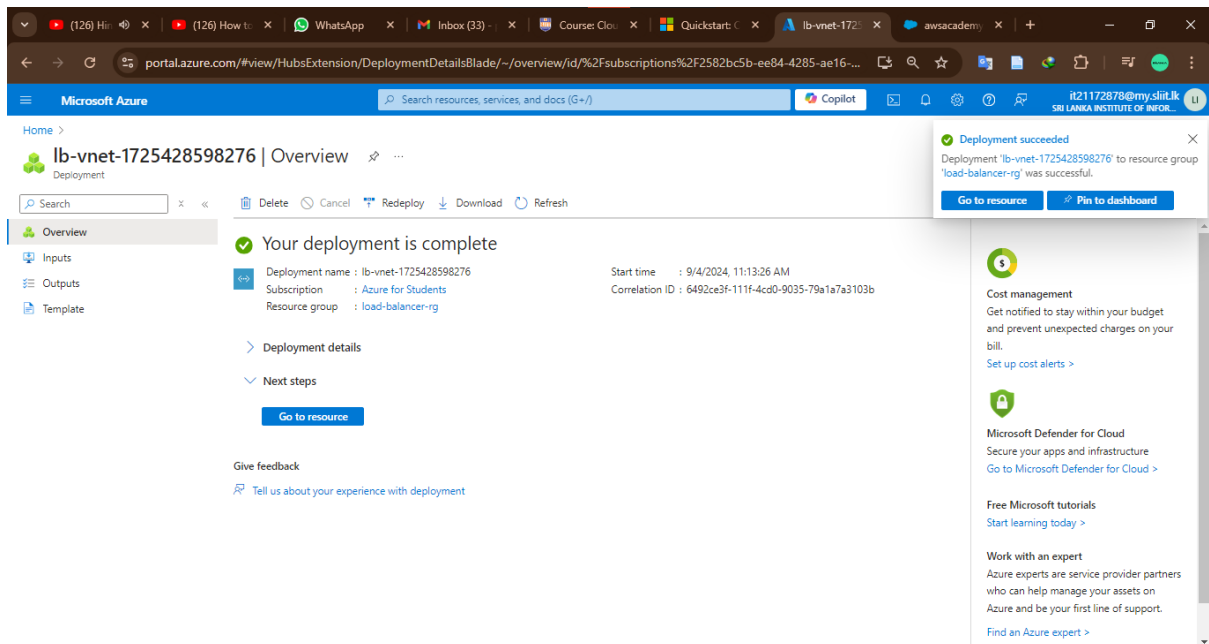 (126) Hin
(126) How to
WhatsApp
Inbox (33) -
Course: Clou
Quickstart: C
lb-vnet-1725
awsacademy
portal.azure.com/#view/HubsExtension/DeploymentDetailsBlade/~/overview/id/%2Fsubscriptions%2F2582bc5b-ee84-4285-ae16-...
Microsoft Azure
Search resources, services, and docs (G+/)
Copilot
it21172878@my.sliit.lk
SRI LANKA INSTITUTE OF INFOR...
LI
Home >
lb-vnet-1725428598276 | Overview
Deployment
Deployment succeeded
Deployment 'lb-vnet-1725428598276' to resource group
'load-balancer-rg' was successful.
Go to resource
Pin to dashboard
Search
Delete
Cancel
Redeploy
Download
Refresh
Overview
Inputs
Outputs
Template
Your deployment is complete
Deployment name : lb-vnet-1725428598276
Subscription : Azure for Students
Resource group : load-balancer-rg
Start time : 9/4/2024, 11:13:26 AM
Correlation ID : 6492ce3f-111f-4cd0-9035-79a1a7a3103b
Deployment details
Next steps
Go to resource
Give feedback
Tell us about your experience with deployment
Cost management
Get notified to stay within your budget
and prevent unexpected charges on your
bill.
Set up cost alerts >
Microsoft Defender for Cloud
Secure your apps and infrastructure
Go to Microsoft Defender for Cloud >
Free Microsoft tutorials
Start learning today >
Work with an expert
Azure experts are service provider partners
who can help manage your assets on
Azure and be your first line of support.
Find an Azure expert >